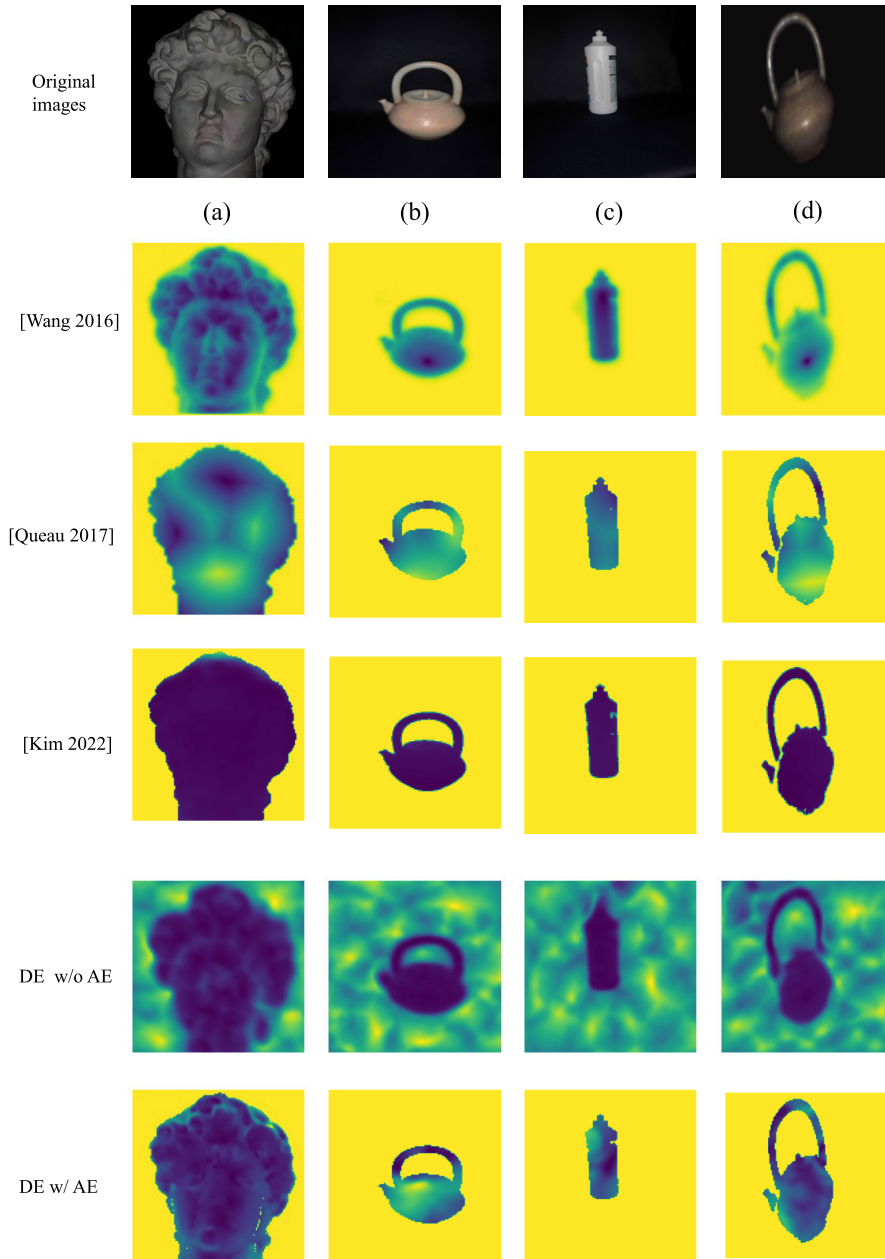 Original
images
(a) (b) (c) (d)
[Wang 2016]
[Queau 2017]
[Kim 2022]
DE w/o AE
DE w/ AE